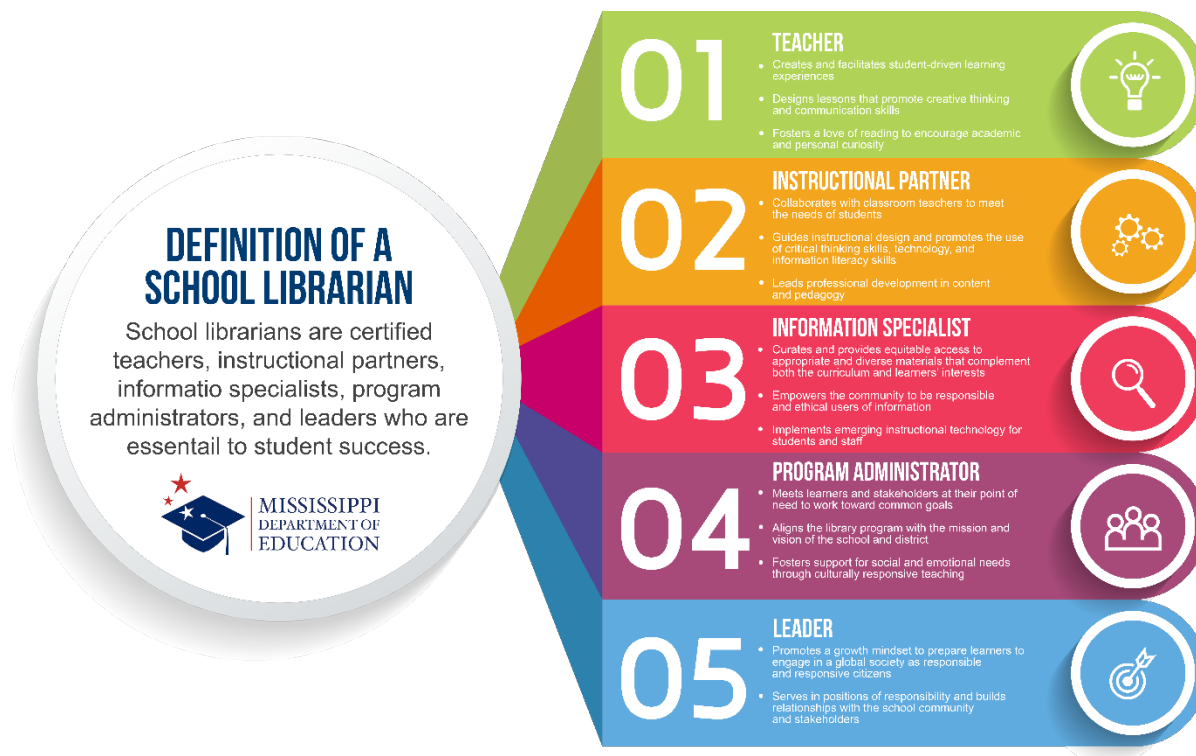 DEFINITION OF A
SCHOOL LIBRARIAN
School librarians are certified
teachers, instructional partners,
informatio specialists, program
administrators, and leaders who are
essentail to student success.
MISSISSIPPI
DEPARTMENT OF
EDUCATION
01
TEACHER
• Creates and facilitates student-driven learning
experiences
• Designs lessons that promote creative thinking
and communication skills
• Fosters a love of reading to encourage academic
and personal curiosity
02
INSTRUCTIONAL PARTNER
• Collaborates with classroom teachers to meet
the needs of students
• Guides instructional design and promotes the use
of critical thinking skills, technology, and
information literacy skills
• Leads professional development in content
and pedagogy
03
INFORMATION SPECIALIST
• Curates and provides equitable access to
appropriate and diverse materials that complement
both the curriculum and learners' interests
• Empowers the community to be responsible
and ethical users of information
• Implements emerging instructional technology for
students and staff
04
PROGRAM ADMINISTRATOR
• Meets learners and stakeholders at their point of
need to work toward common goals
• Aligns the library program with the mission and
vision of the school and district
• Fosters support for social and emotional needs
through culturally responsive teaching
05
LEADER
• Promotes a growth mindset to prepare learners to
engage in a global society as responsible
and responsive citizens
• Serves in positions of responsibility and builds
relationships with the school community
and stakeholders